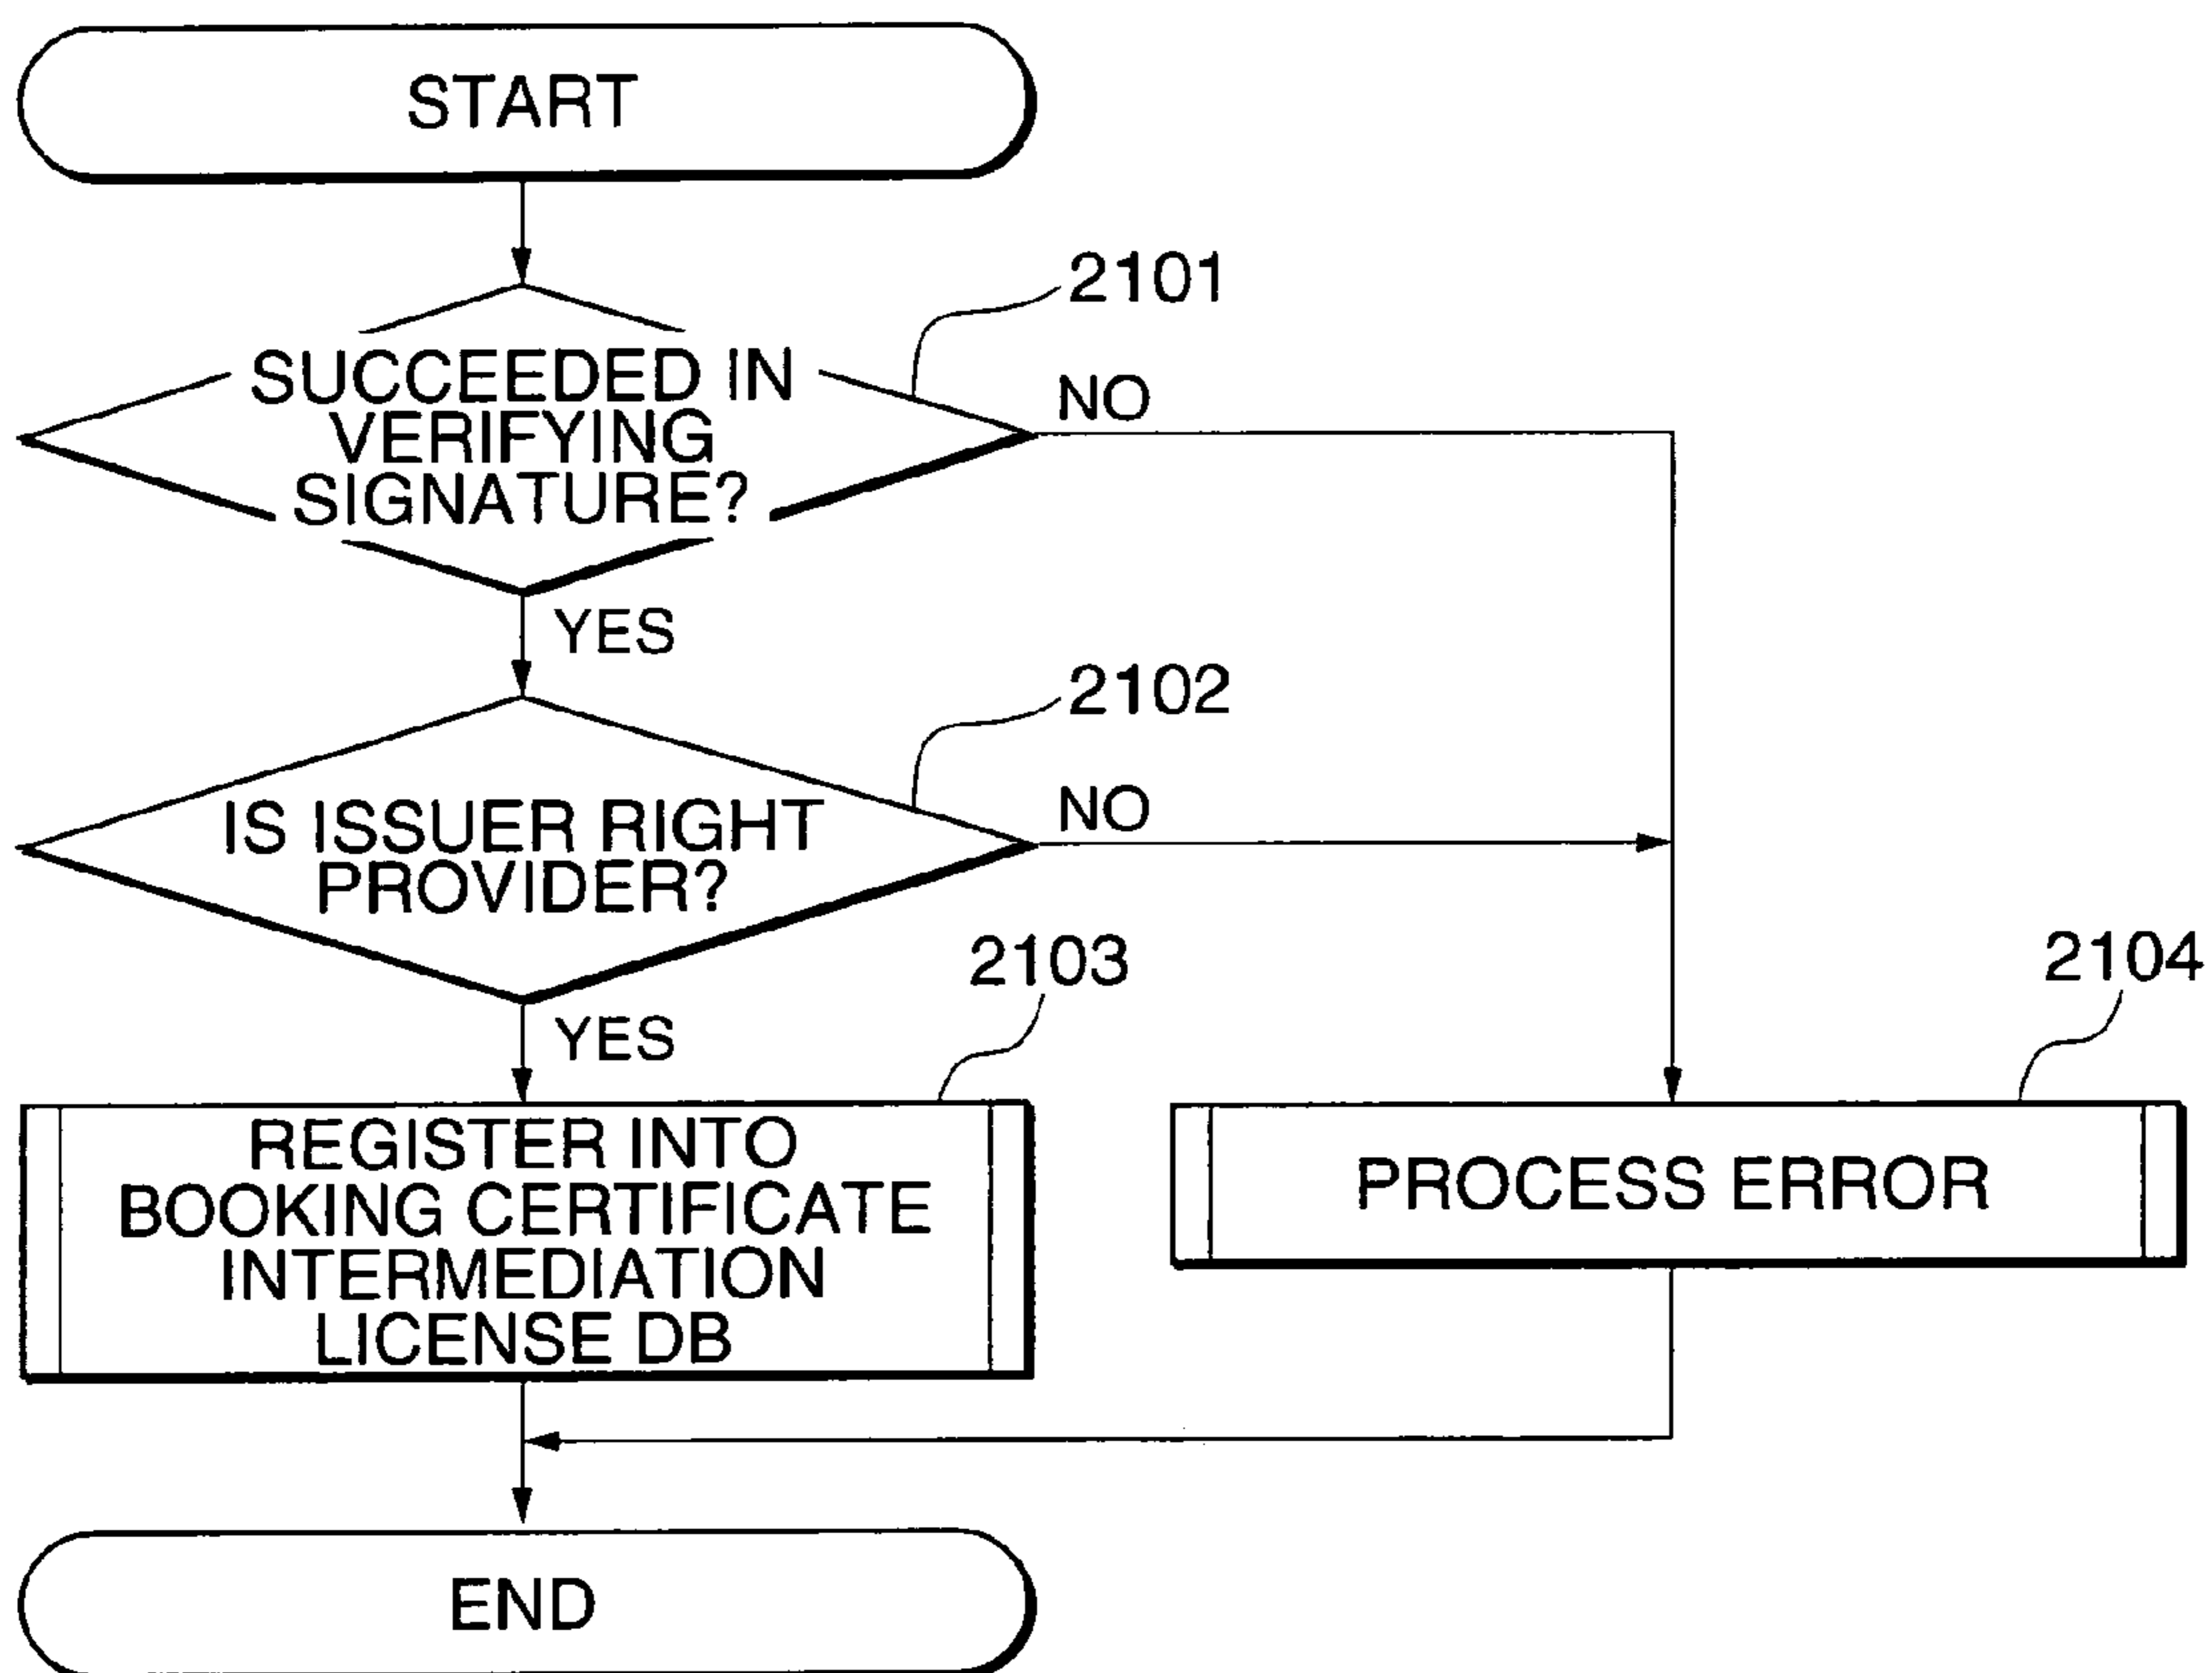 START
2101
SUCCEEDED IN
VERIFYING
SIGNATURE?
NO
YES
2102
IS ISSUER RIGHT
PROVIDER?
NO
YES
2103
REGISTER INTO
BOOKING CERTIFICATE
INTERMEDIATION
LICENSE DB
2104
PROCESS ERROR
END